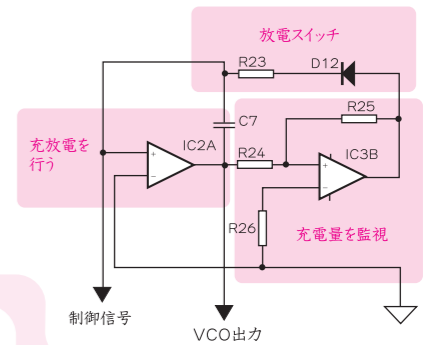 放電スイッチ
R23
D12
C7
R25
充放電を
行う
+
−
IC2A
R24
+
−
IC3B
R26
充電量を監視
制御信号
VCO出力